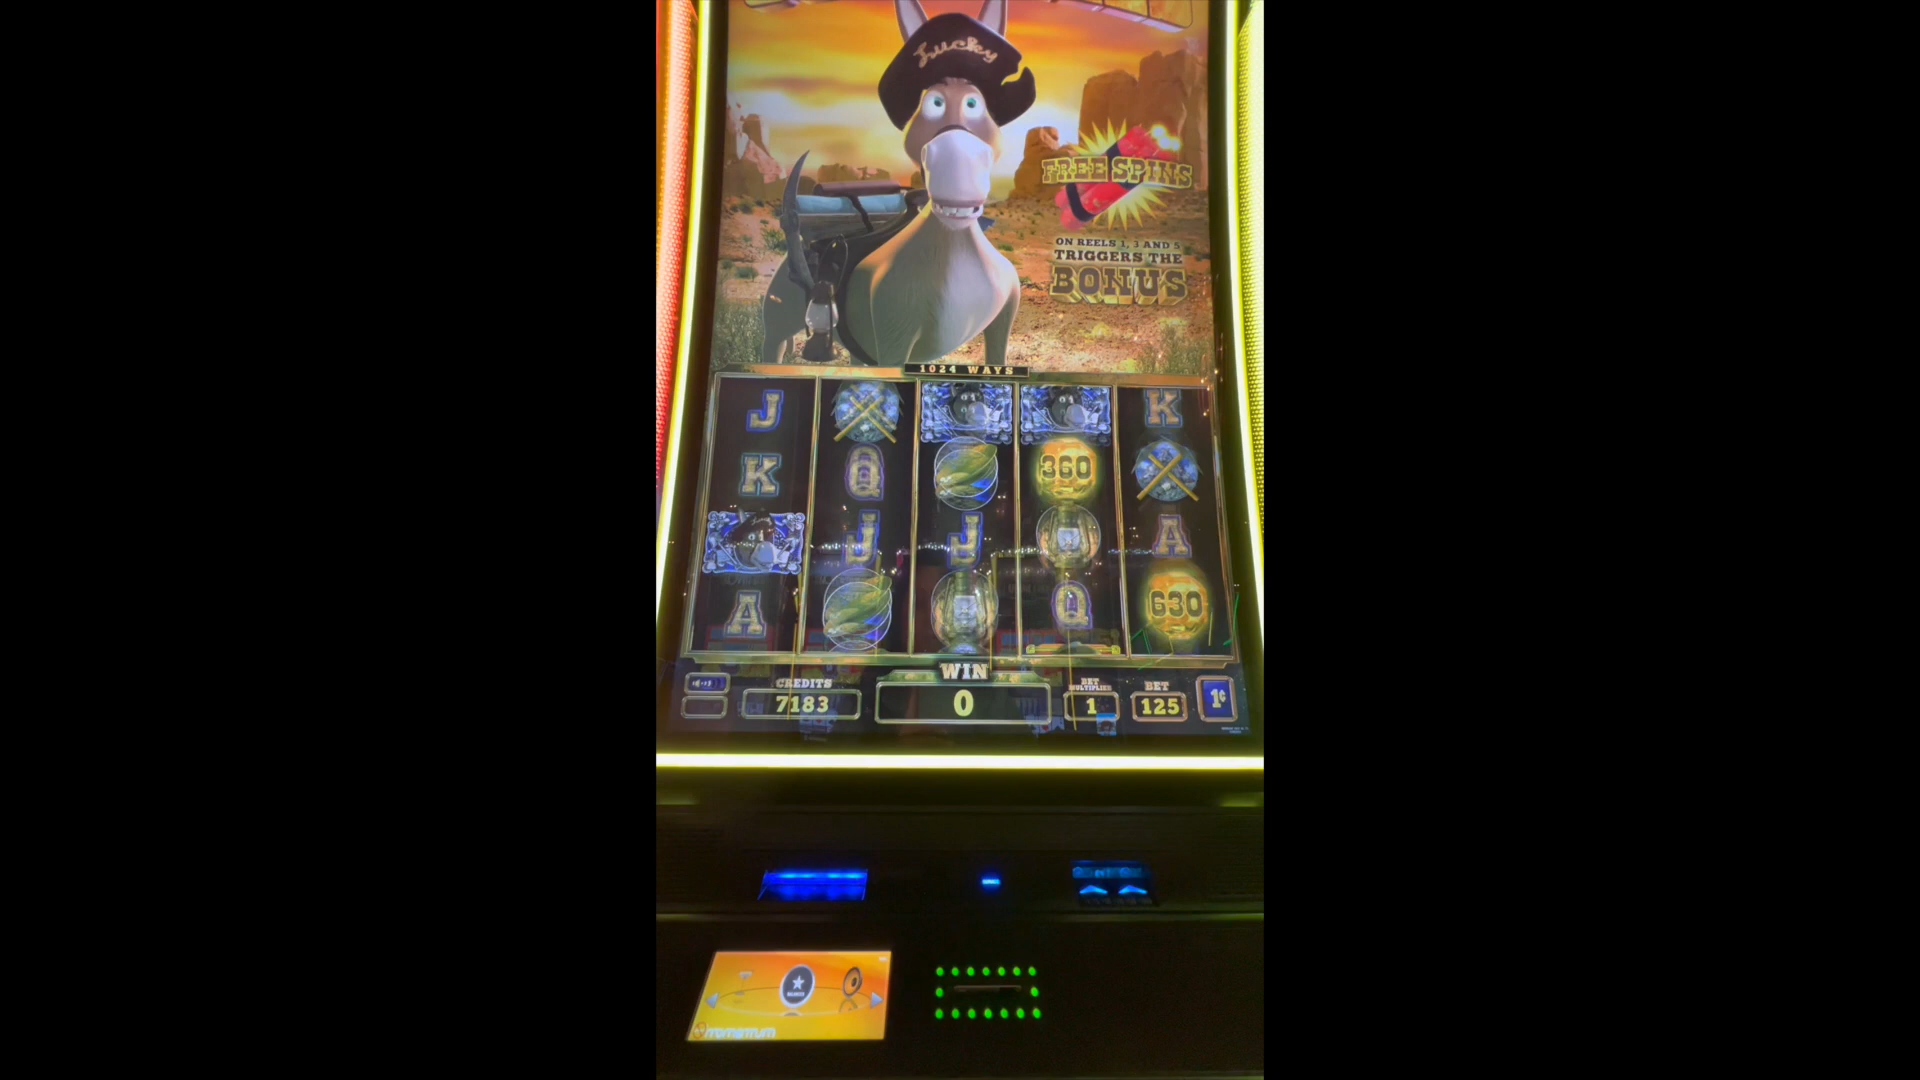 Lucky
FREE SPINS
ON REELS 1, 3 AND 5
TRIGGERS THE
BONUS
1024 WAYS
J
K
K
Q
360
J
J
A
A
Q
630
WIN
CREDITS
7183
0
BET
MULTIPLIER
1
BET
125
1¢
momentum